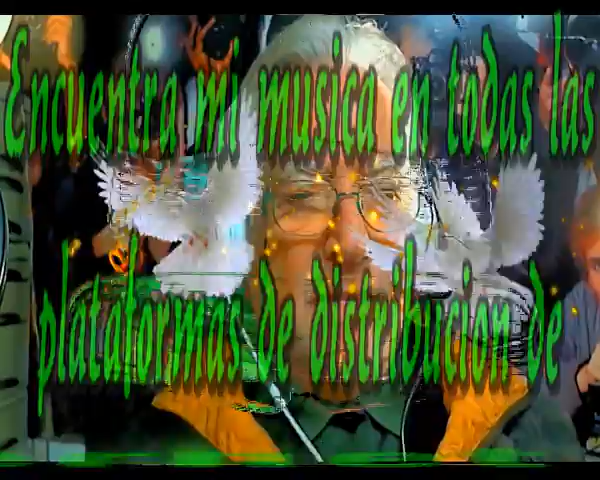 Encuentra mi musica en todas las
plataformas de distribucion de